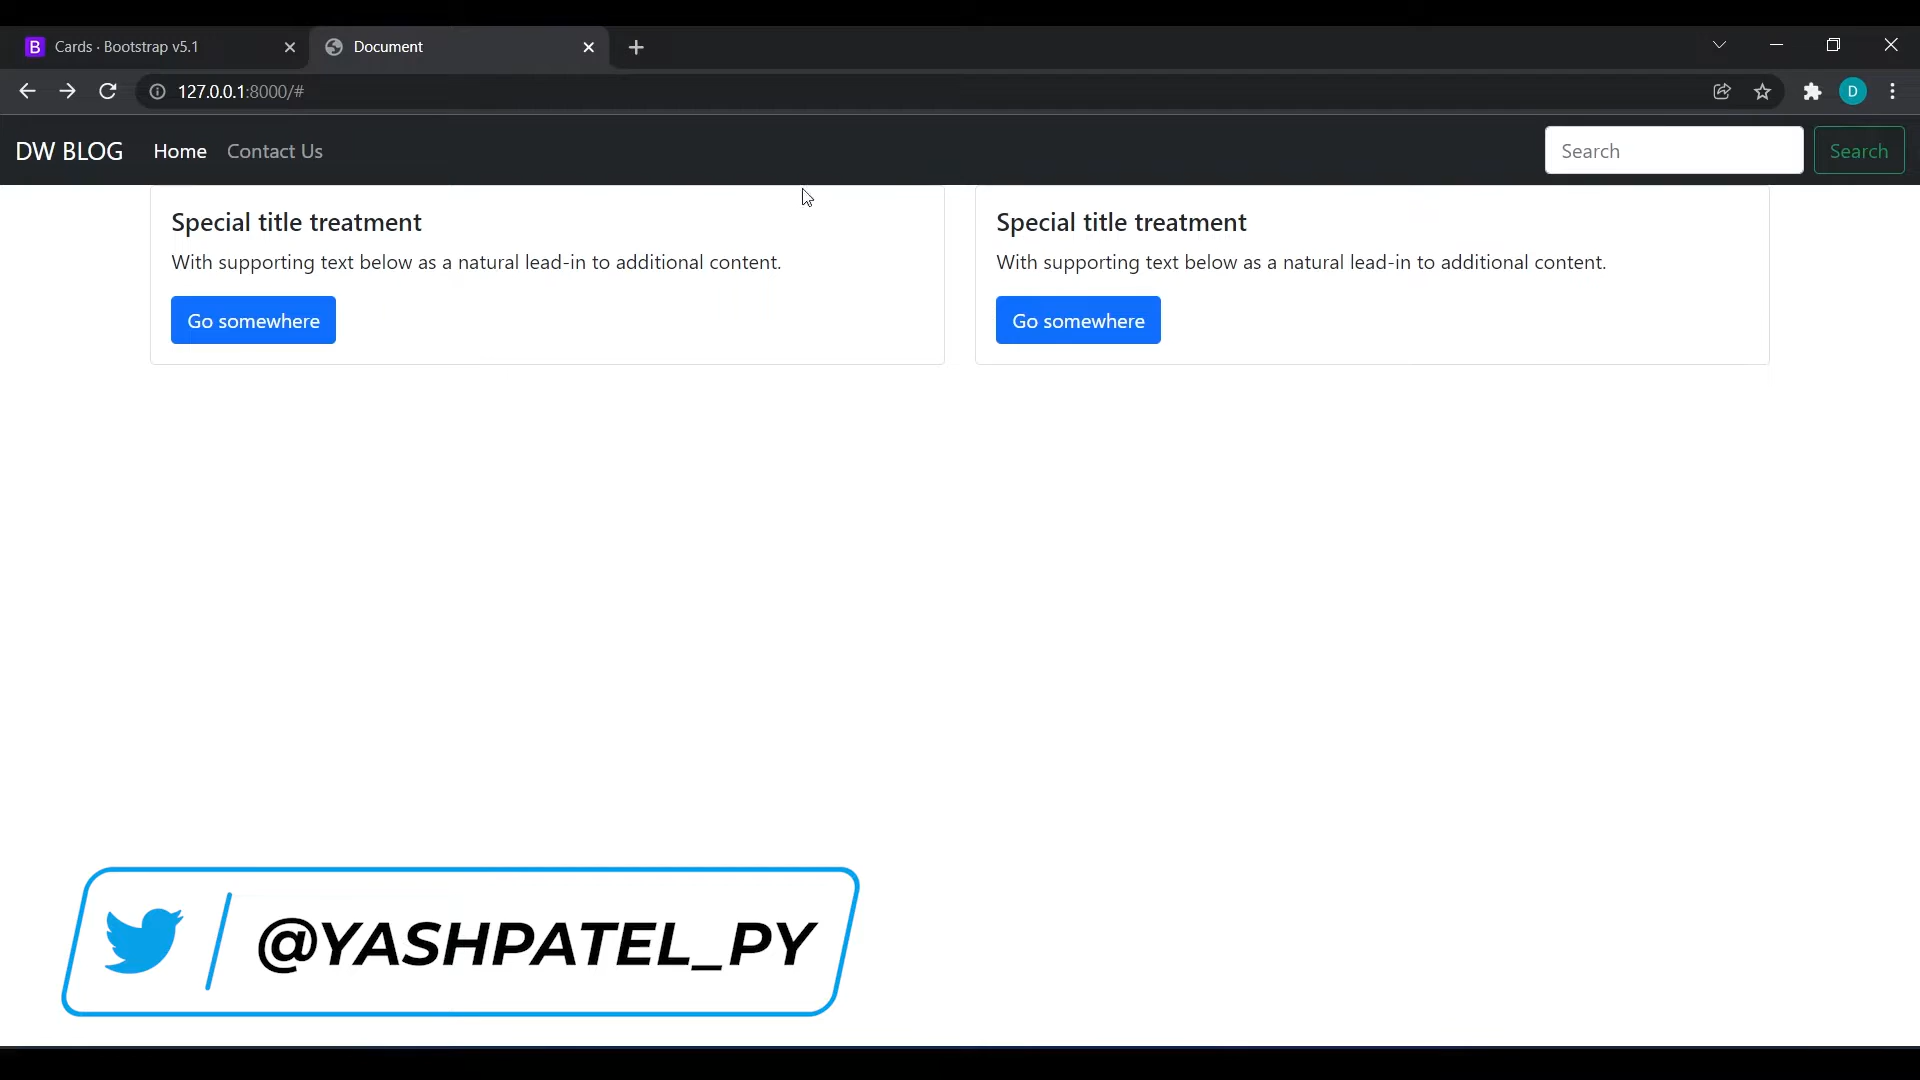 B Cards · Bootstrap v5.1
Document
127.0.0.1:8000/#
D
DW BLOG Home Contact Us
Search Search
Special title treatment
With supporting text below as a natural lead-in to additional content.
Go somewhere
Special title treatment
With supporting text below as a natural lead-in to additional content.
Go somewhere
@YASHPATEL_PY